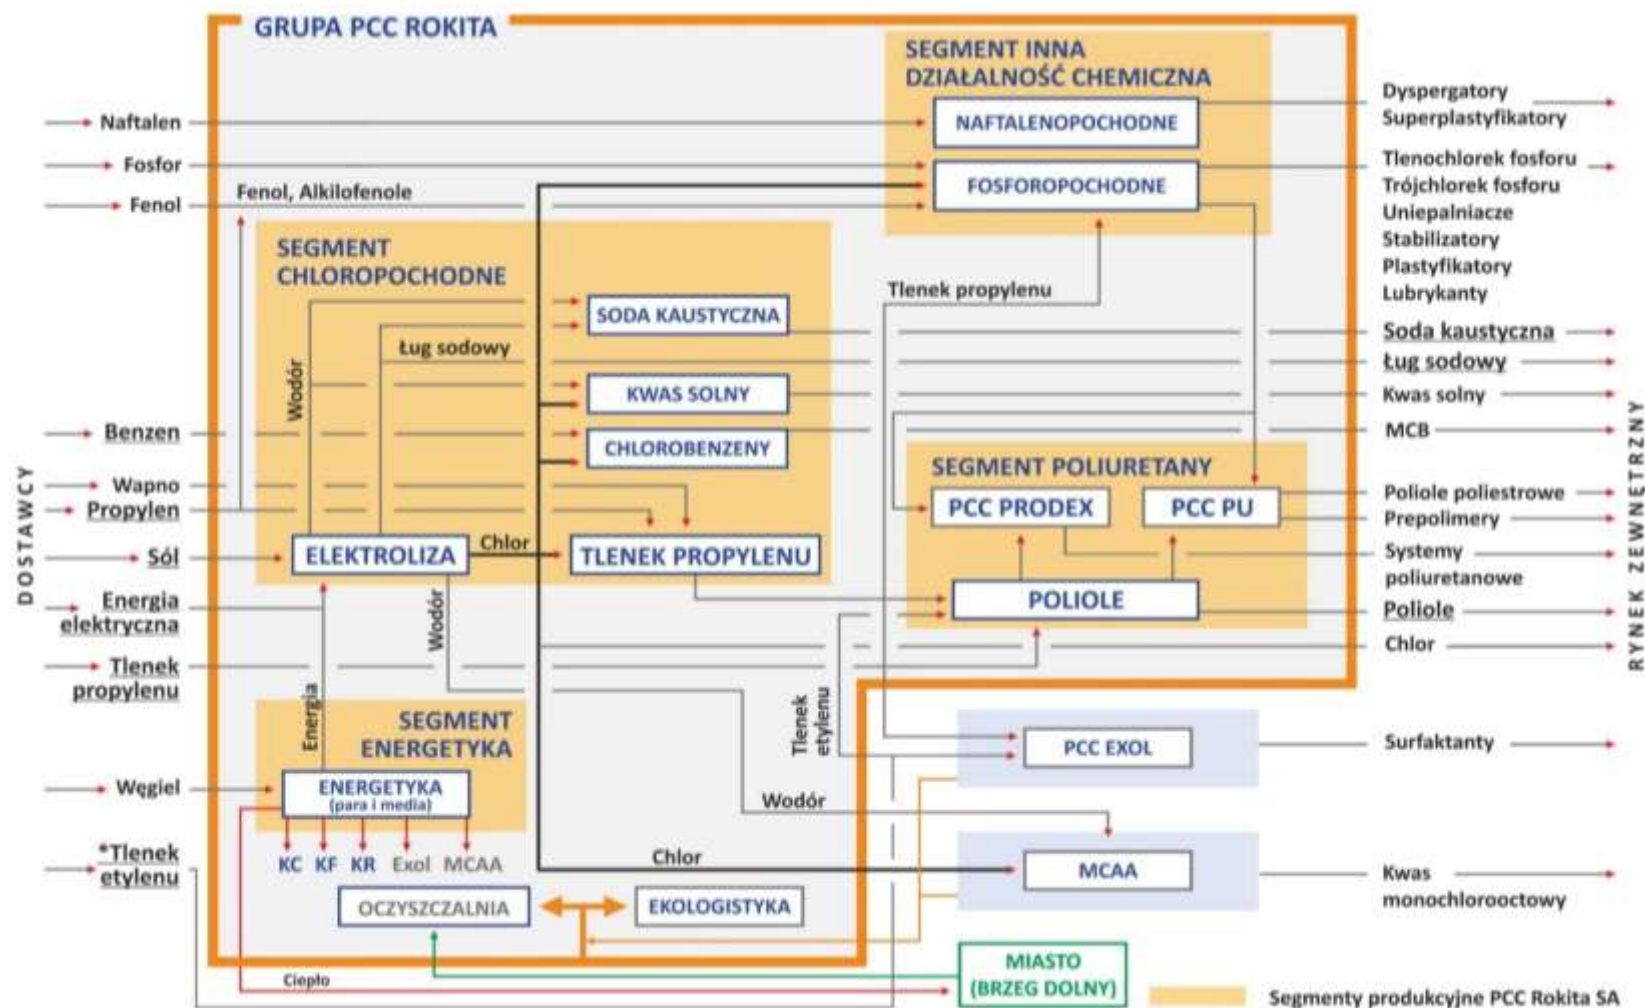 GRUPA PCC ROKITA
SEGMENT INNA
DZIAŁALNOŚĆ CHEMICZNA
NAFTALENOPOCHODNE
FOSFOROPOCHODNE
DOSTAWCY
Naftalen
Fosfor
Fenol
Fenol, Alkilofenole
Benzen
Wapno
Propylen
Sól
Energia
elektryczna
Tlenek
propylenu
Węgiel
*Tlenek
etylenu
SEGMENT
CHLOROPOCHODNE
Wodór
Ług sodowy
SODA KAUSTYCZNA
KWAS SOLNY
CHLOROBENZENY
ELEKTROLIZA
Chlor
TLENEK PROPYLENU
Wodór
Energia
SEGMENT
ENERGETYKA
ENERGETYKA
(para i media)
KC KF KR Exol MCAA
OCZYSZCZALNIA
EKOLOGISTYKA
Ciepło
Chlor
Wodór
Tlenek
etylenu
Tlenek propylenu
SEGMENT POLIURETANY
PCC PRODEX
PCC PU
POLIOLE
PCC EXOL
MCAA
MIASTO
(BRZEG DOLNY)
Dyspergatory
Superplastyfikatory
Tlenochlorek fosforu
Trójchlorek fosforu
Uniepalniacze
Stabilizatory
Plastyfikatory
Lubrykanty
Soda kaustyczna
Ług sodowy
Kwas solny
MCB
Poliole poliestrowe
Prepolimery
Systemy
poliuretanowe
Poliole
Chlor
Surfaktanty
Kwas
monochlorooctowy
RYNEK ZEWNETRZNY
Segmenty produkcyjne PCC Rokita SA